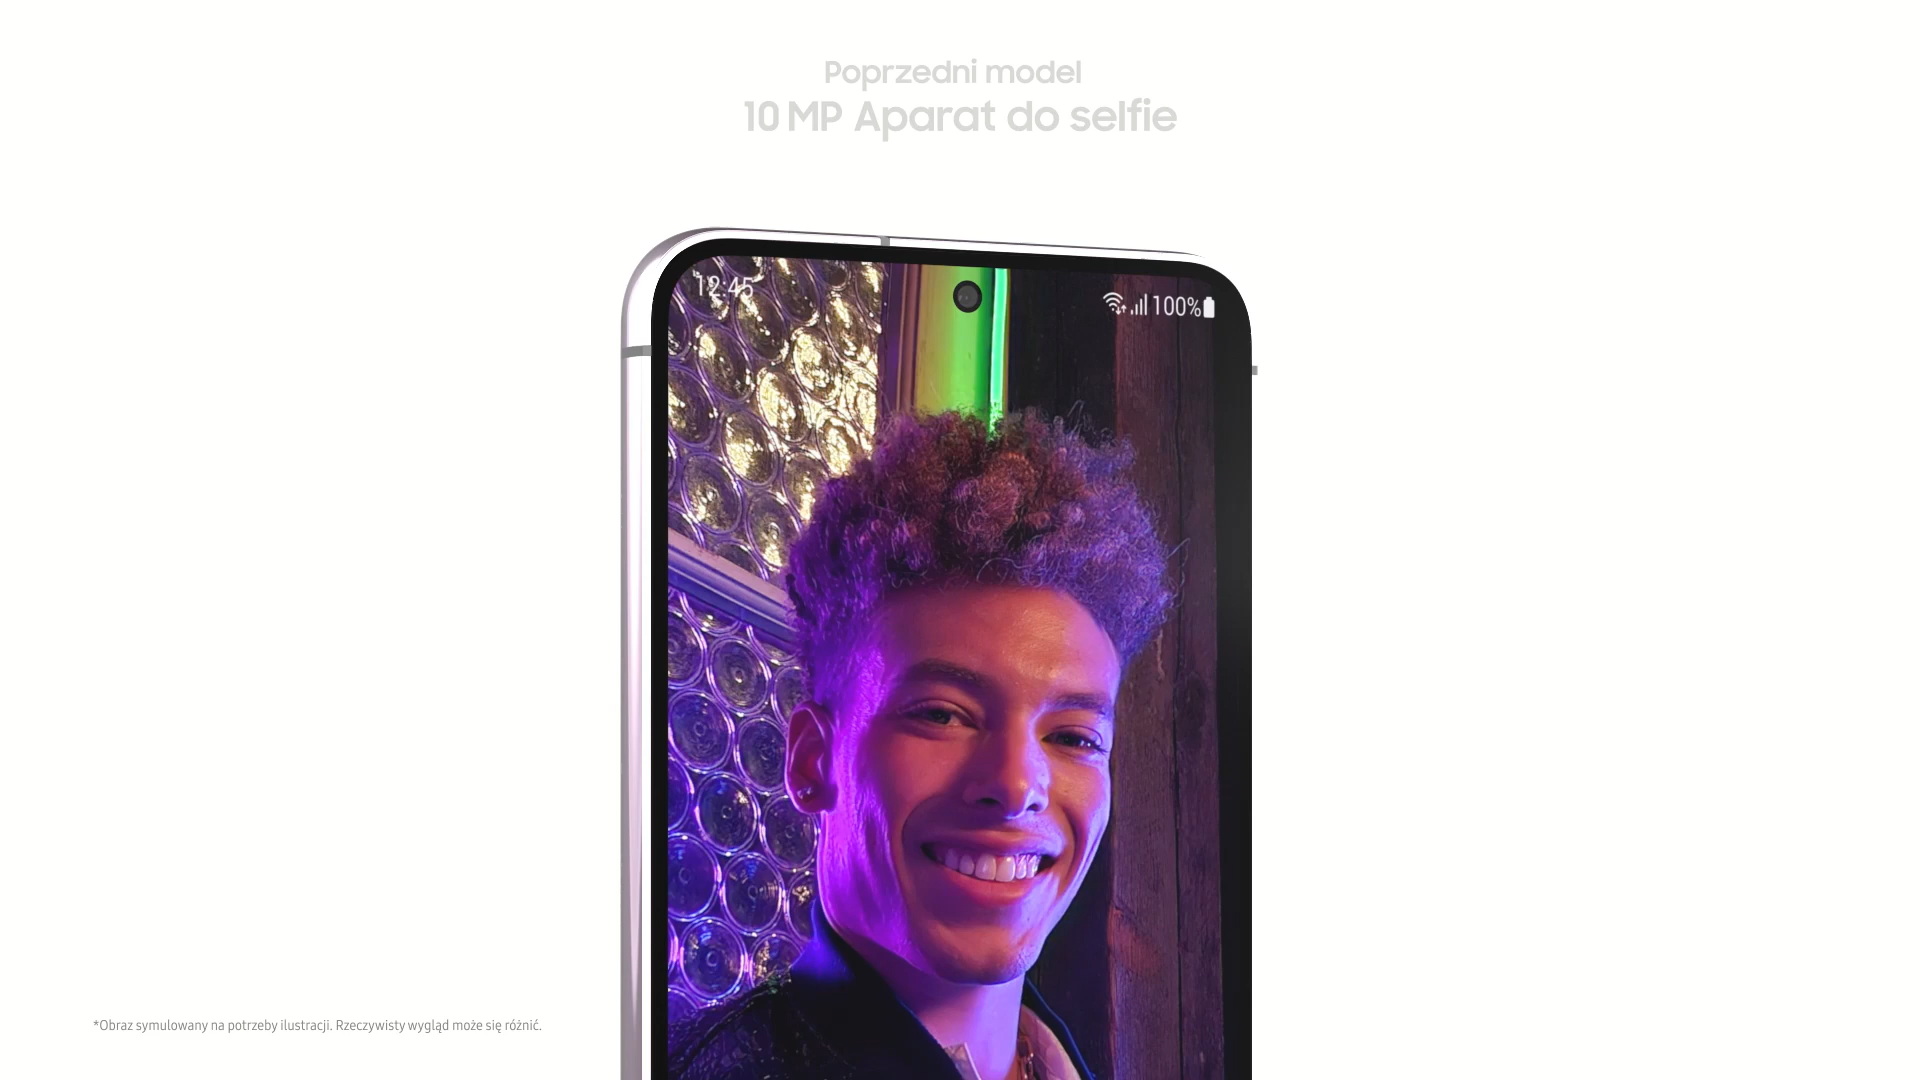 Poprzedni model
10 MP Aparat do selfie
12:45
100%
*Obraz symulowany na potrzeby ilustracji. Rzeczywisty wygląd może się różnić.